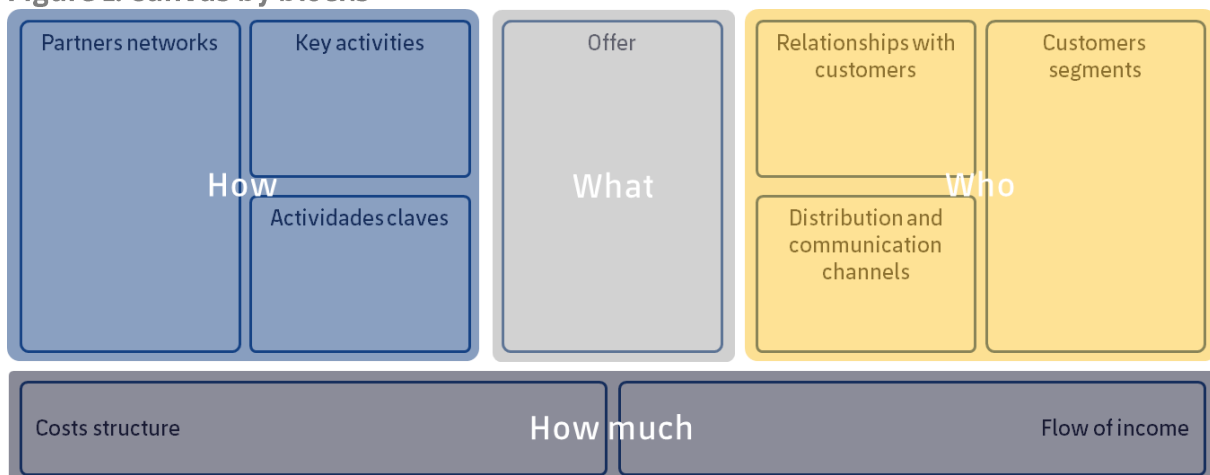 Partners networks
Key activities
How
Actividades claves
Offer
What
Relationships with
customers
Customers
segments
Who
Distribution and
communication
channels
Costs structure
How much
Flow of income